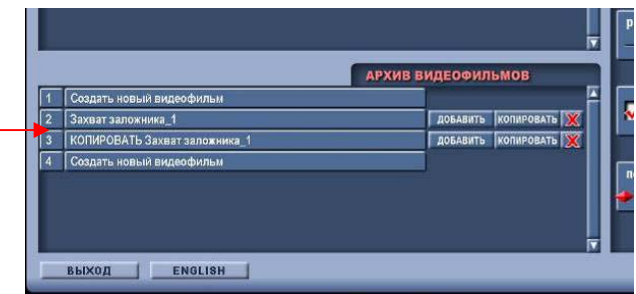 АРХИВ ВИДЕОФИЛЬМОВ
1 Создать новый видеофильм
2 Захват заложника_1 ДОБАВИТЬ КОПИРОВАТЬ X
3 КОПИРОВАТЬ Захват заложника_1 ДОБАВИТЬ КОПИРОВАТЬ X
4 Создать новый видеофильм
ВЫХОД ENGLISH